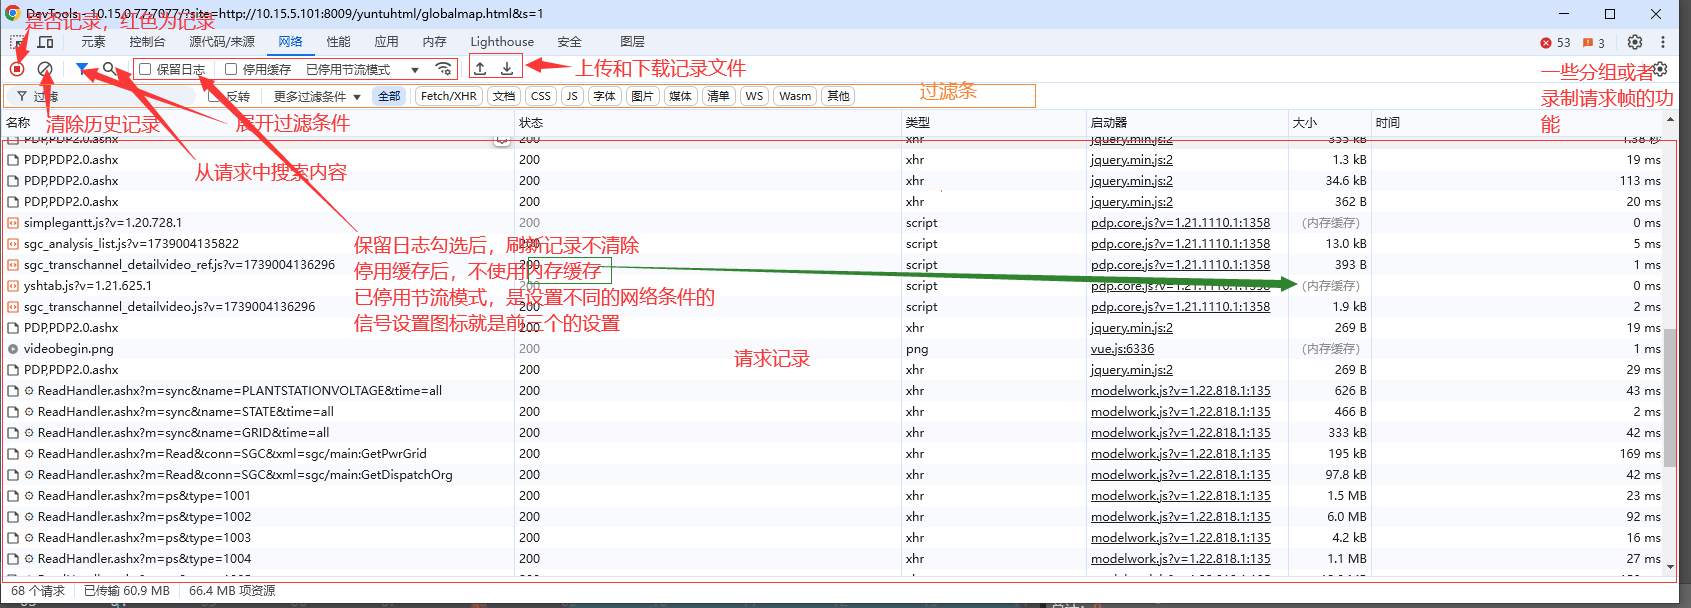 DevTools - 10.15.0.77:7077/?site=http://10.15.5.101:8009/yuntuhtml/globalmap.html&s=1
是否记录，红色为记录
元素 控制台 源代码/来源 网络 性能 应用 内存 Lighthouse 安全 图层 53 3
保留日志 停用缓存 已停用节流模式 上传和下载记录文件
一些分组或者
录制请求帧的功
能
过滤 反转 更多过滤条件 全部 Fetch/XHR 文档 CSS JS 字体 图片 媒体 清单 WS Wasm 其他
过滤条
名称 状态 类型 启动器 大小 时间
清除历史记录 展开过滤条件
从请求中搜索内容
PDP,PDP2.0.ashx 200 xhr jquery.min.js:2 355 kB 1.38 秒
PDP,PDP2.0.ashx 200 xhr jquery.min.js:2 1.3 kB 19 ms
PDP,PDP2.0.ashx 200 xhr jquery.min.js:2 34.6 kB 113 ms
PDP,PDP2.0.ashx 200 xhr jquery.min.js:2 362 B 20 ms
simplegantt.js?v=1.20.728.1 200 script pdp.core.js?v=1.21.1110.1:1358 (内存缓存) 0 ms
sgc_analysis_list.js?v=1739004135822 200 script pdp.core.js?v=1.21.1110.1:1358 13.0 kB 5 ms
sgc_transchannel_detailvideo_ref.js?v=1739004136296 200 script pdp.core.js?v=1.21.1110.1:1358 393 B 1 ms
yshtab.js?v=1.21.625.1 200 script pdp.core.js?v=1.21.1110.1:1358 (内存缓存) 0 ms
sgc_transchannel_detailvideo.js?v=1739004136296 200 script pdp.core.js?v=1.21.1110.1:1358 1.9 kB 2 ms
保留日志勾选后，刷新记录不清除
停用缓存后，不使用内存缓存
已停用节流模式，是设置不同的网络条件的
信号设置图标就是前三个的设置
请求记录
PDP,PDP2.0.ashx 200 xhr jquery.min.js:2 269 B 19 ms
videobegin.png 200 png vue.js:6336 (内存缓存) 1 ms
PDP,PDP2.0.ashx 200 xhr jquery.min.js:2 269 B 29 ms
ReadHandler.ashx?m=sync&name=PLANTSTATIONVOLTAGE&time=all 200 xhr modelwork.js?v=1.22.818.1:135 626 B 43 ms
ReadHandler.ashx?m=sync&name=STATE&time=all 200 xhr modelwork.js?v=1.22.818.1:135 466 B 2 ms
ReadHandler.ashx?m=sync&name=GRID&time=all 200 xhr modelwork.js?v=1.22.818.1:135 333 kB 42 ms
ReadHandler.ashx?m=Read&conn=SGC&xml=sgc/main:GetPwrGrid 200 xhr modelwork.js?v=1.22.818.1:135 195 kB 169 ms
ReadHandler.ashx?m=Read&conn=SGC&xml=sgc/main:GetDispatchOrg 200 xhr modelwork.js?v=1.22.818.1:135 97.8 kB 42 ms
ReadHandler.ashx?m=ps&type=1001 200 xhr modelwork.js?v=1.22.818.1:135 1.5 MB 23 ms
ReadHandler.ashx?m=ps&type=1002 200 xhr modelwork.js?v=1.22.818.1:135 6.0 MB 92 ms
ReadHandler.ashx?m=ps&type=1003 200 xhr modelwork.js?v=1.22.818.1:135 4.2 kB 16 ms
ReadHandler.ashx?m=ps&type=1004 200 xhr modelwork.js?v=1.22.818.1:135 1.1 MB 27 ms
68 个请求 已传输 60.9 MB 66.4 MB 项资源